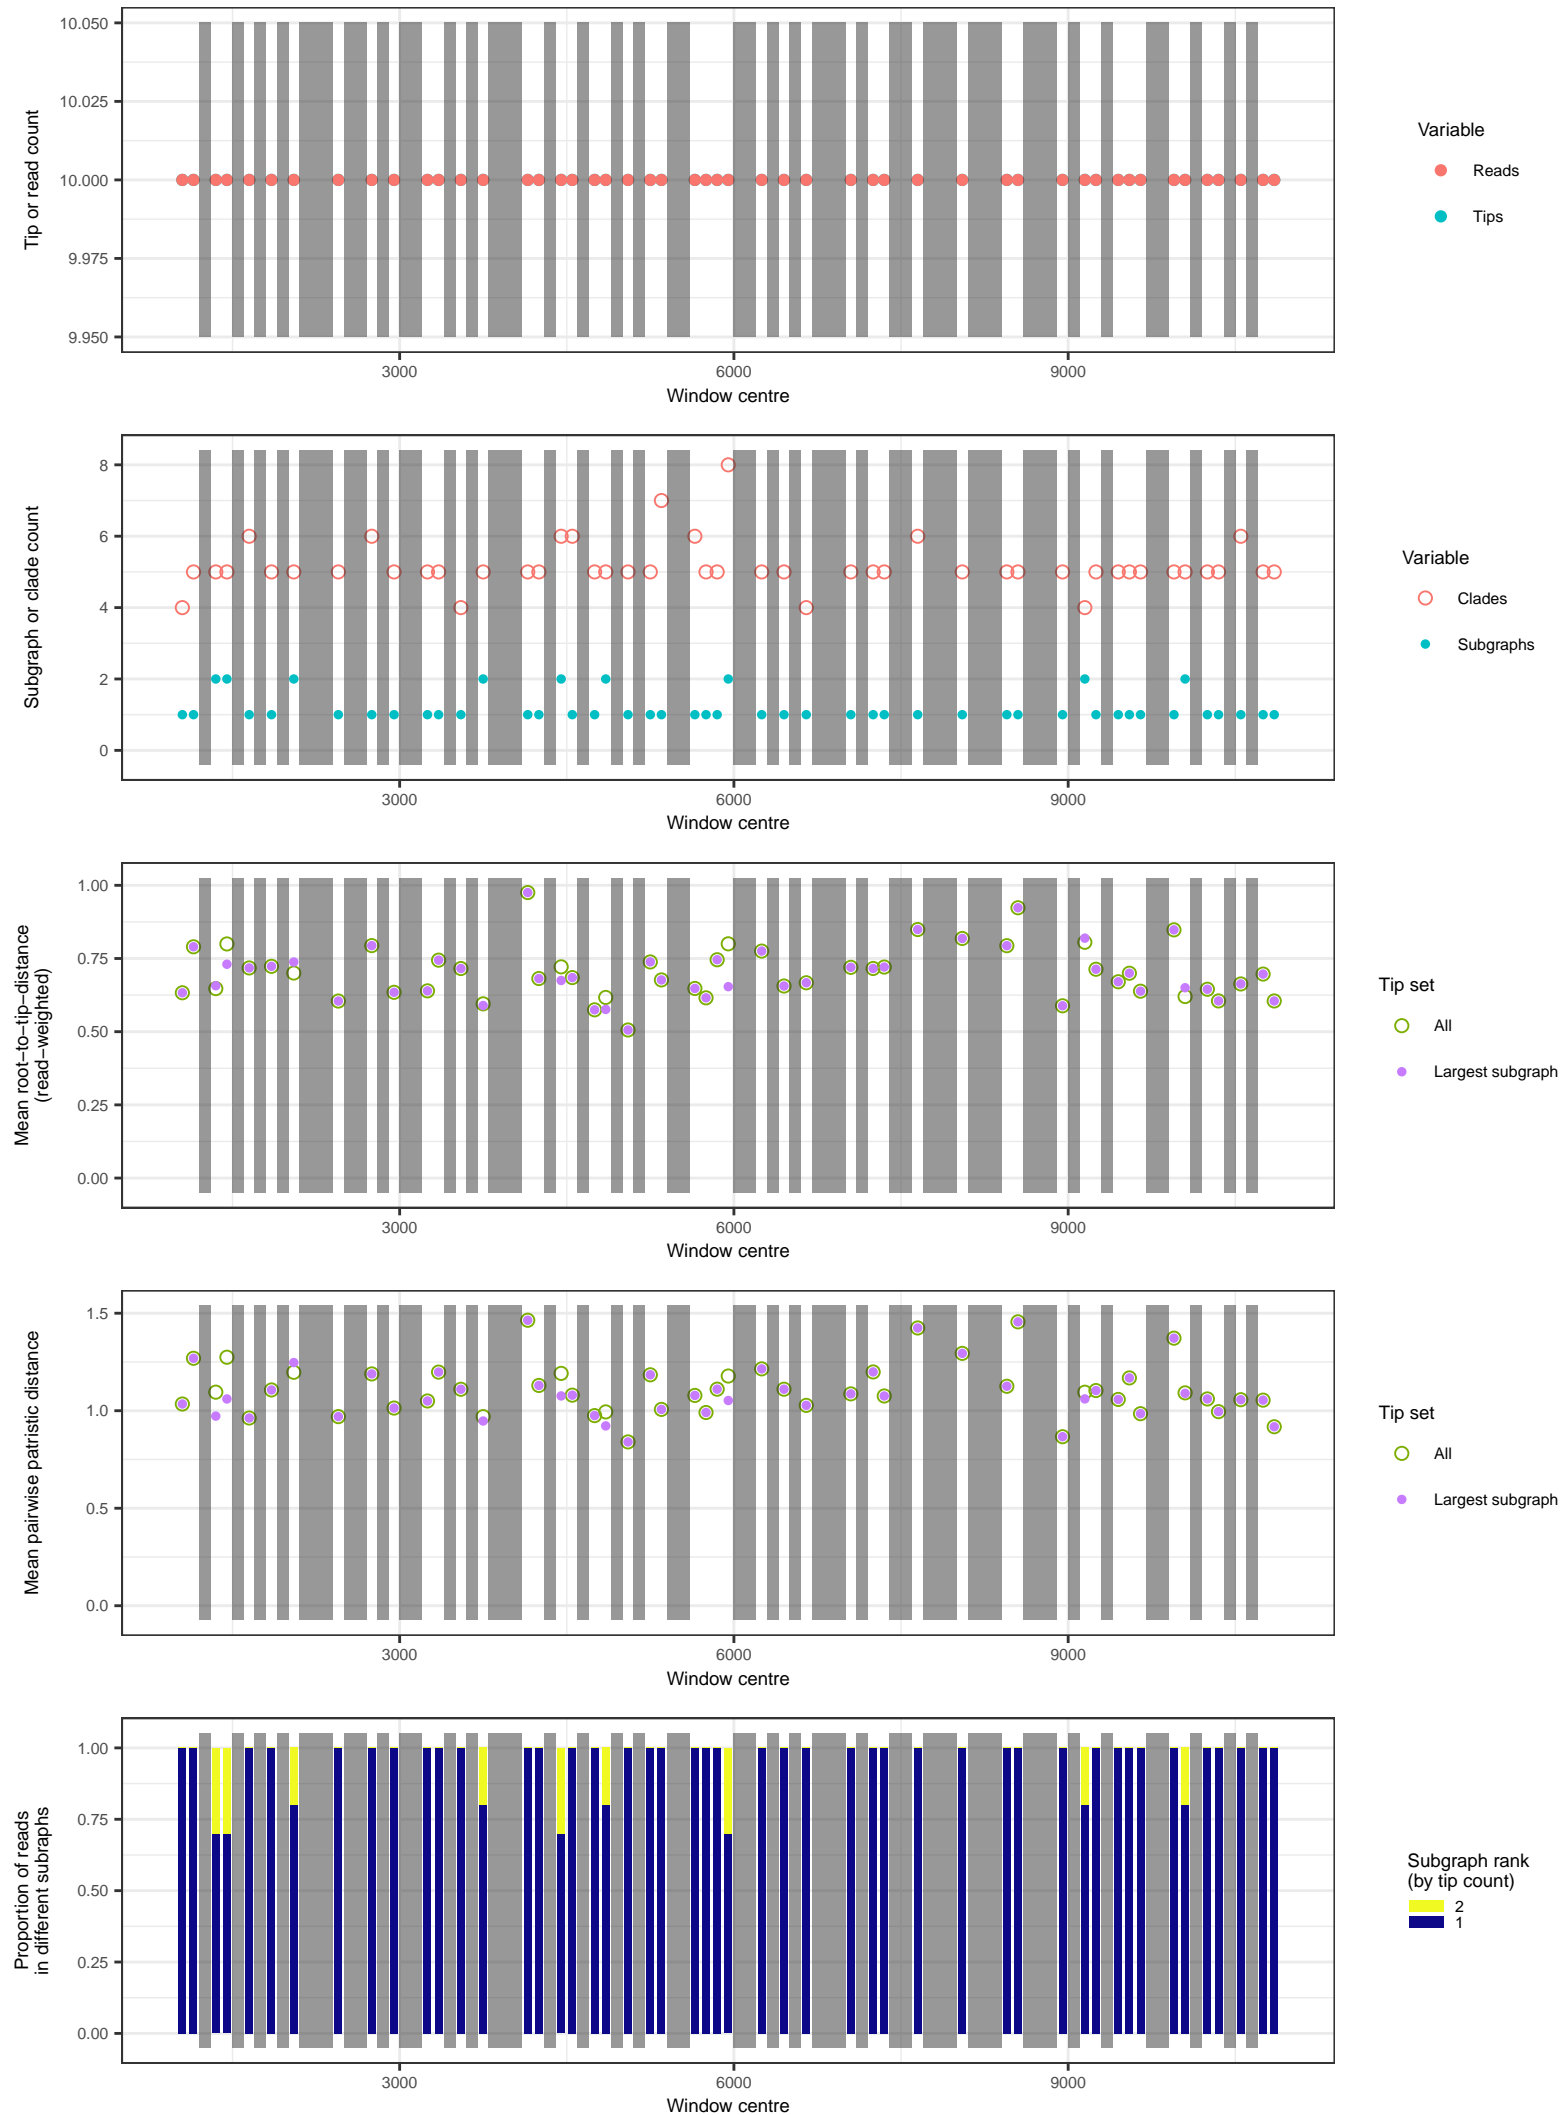 10.050
10.025
10.000
9.975
9.950
Tip or read count
3000
6000
9000
Window centre
Variable
Reads
Tips
8
6
4
2
0
Subgraph or clade count
3000
6000
9000
Window centre
Variable
Clades
Subgraphs
1.00
0.75
0.50
0.25
0.00
Mean root−to−tip−distance
(read−weighted)
3000
6000
9000
Window centre
Tip set
All
Largest subgraph
1.5
1.0
0.5
0.0
Mean pairwise patristic distance
3000
6000
9000
Window centre
Tip set
All
Largest subgraph
1.00
0.75
0.50
0.25
0.00
Proportion of reads
in different subraphs
3000
6000
9000
Window centre
Subgraph rank
(by tip count)
2
1